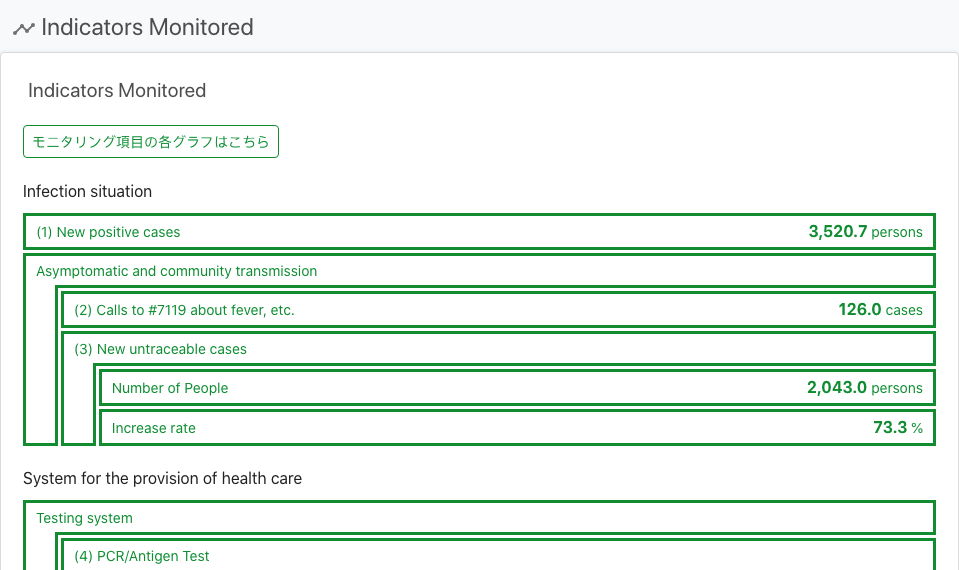 Indicators Monitored
Indicators Monitored
モニタリング項目の各グラフはこちら
Infection situation
(1) New positive cases 3,520.7 persons
Asymptomatic and community transmission
(2) Calls to #7119 about fever, etc. 126.0 cases
(3) New untraceable cases
Number of People 2,043.0 persons
Increase rate 73.3 %
System for the provision of health care
Testing system
(4) PCR/Antigen Test